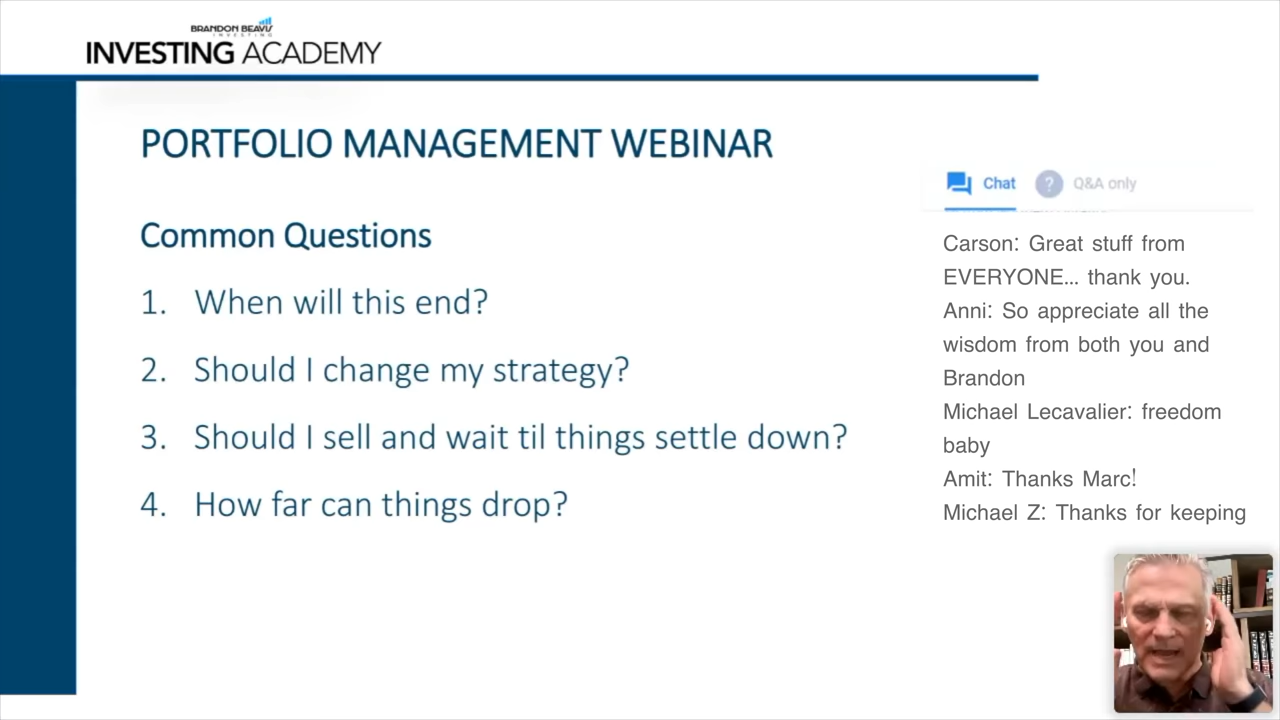 BRANDON BEAVIS
INVESTING
INVESTING ACADEMY
PORTFOLIO MANAGEMENT WEBINAR
Common Questions
1. When will this end?
2. Should I change my strategy?
3. Should I sell and wait til things settle down?
4. How far can things drop?
Chat ? Q&A only
Carson: Great stuff from
EVERYONE... thank you.
Anni: So appreciate all the
wisdom from both you and
Brandon
Michael Lecavalier: freedom
baby
Amit: Thanks Marc!
Michael Z: Thanks for keeping